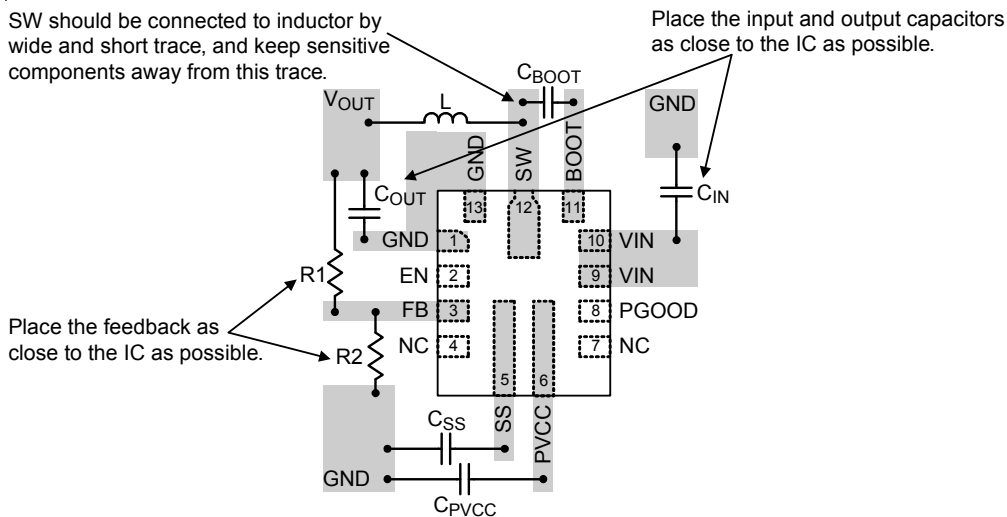 SW should be connected to inductor by
wide and short trace, and keep sensitive
components away from this trace.
Place the input and output capacitors
as close to the IC as possible.
CBOOT
VOUT
L
GND
GND
SW
BOOT
COUT
CIN
13
12
11
GND
1
10
VIN
R1
EN
2
9
VIN
FB
3
8
PGOOD
Place the feedback as
close to the IC as possible.
R2
NC
4
7
NC
5
6
CSS
SS
PVCC
GND
CPVCC